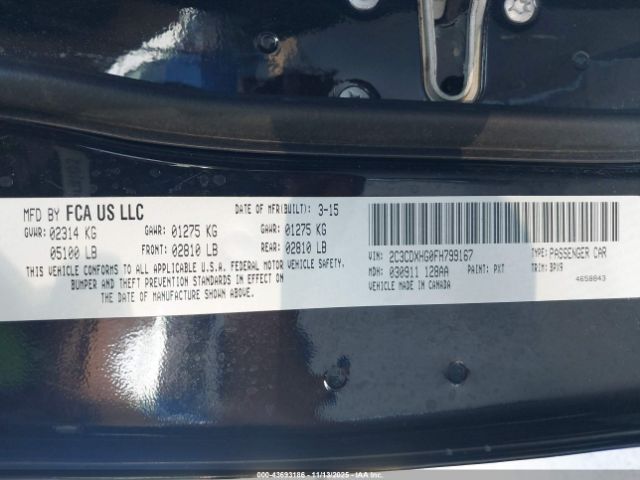 MFD BY FCA US LLC
DATE OF MFR(BUILT): 3-15
GVWR: 02314 KG GAWR: 01275 KG GAWR: 01275 KG
05100 LB FRONT: 02810 LB REAR: 02810 LB
THIS VEHICLE CONFORMS TO ALL APPLICABLE U.S.A. FEDERAL MOTOR VEHICLE SAFETY,
BUMPER AND THEFT PREVENTION STANDARDS IN EFFECT ON
THE DATE OF MANUFACTURE SHOWN ABOVE.
VIN: 2C3CDXHG0FH799167 TYPE: PASSENGER CAR
MDH: 030911 128AA PAINT: PXT TRIM: BPX9
VEHICLE MADE IN CANADA 4658843
© 00-43693186 - 11/13/2025 - IAA Inc.